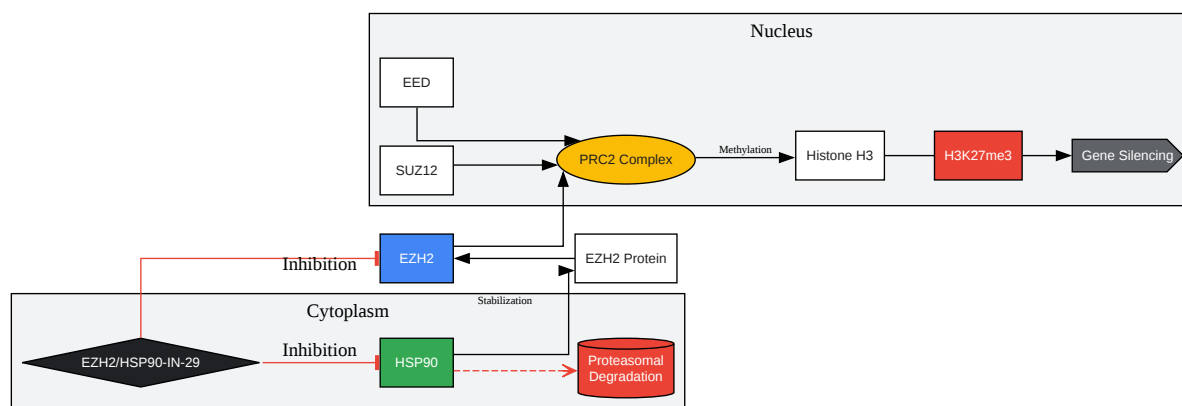 Nucleus
EED
SUZ12
PRC2 Complex
Methylation
Histone H3
H3K27me3
Gene Silencing
Inhibition
EZH2
EZH2 Protein
Stabilization
Cytoplasm
EZH2/HSP90-IN-29
Inhibition
HSP90
Proteasomal
Degradation